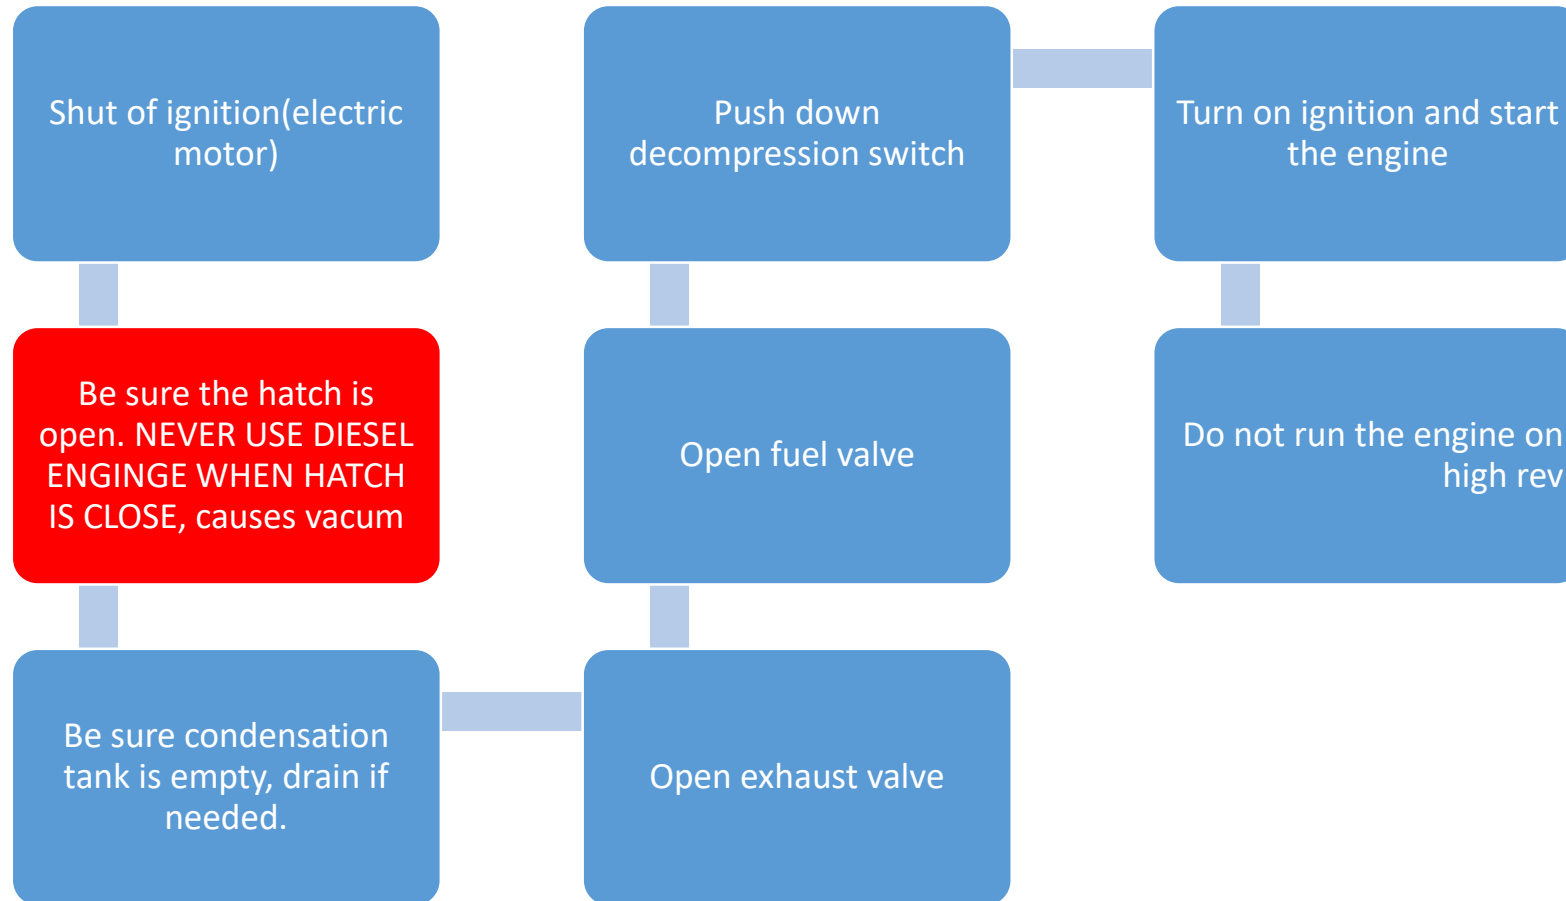 Shut of ignition(electric
motor)
Be sure the hatch is
open. NEVER USE DIESEL
ENGINGE WHEN HATCH
IS CLOSE, causes vacum
Be sure condensation
tank is empty, drain if
needed.
Open exhaust valve
Open fuel valve
Push down
decompression switch
Turn on ignition and start
the engine
Do not run the engine on
high rev